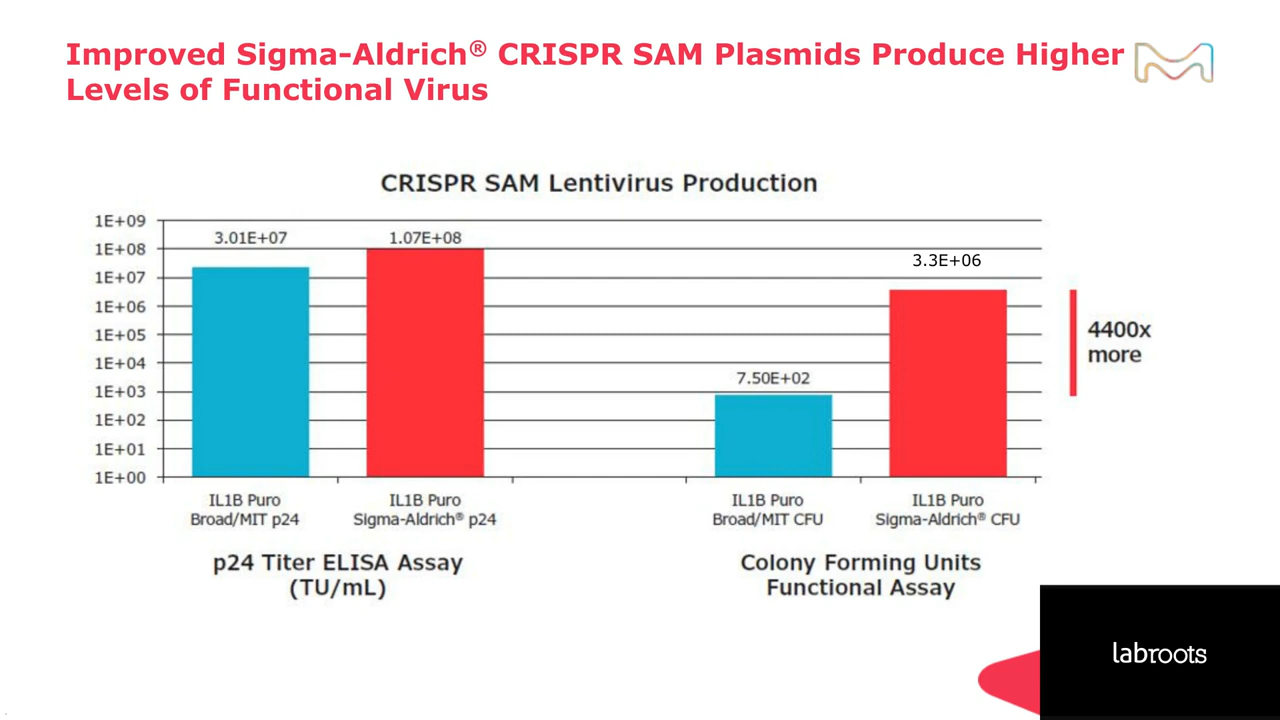 Improved Sigma-Aldrich® CRISPR SAM Plasmids Produce Higher
Levels of Functional Virus
CRISPR SAM Lentivirus Production
1E+09
1E+08
1E+07
1E+06
1E+05
1E+04
1E+03
1E+02
1E+01
1E+00
3.01E+07
1.07E+08
7.50E+02
3.3E+06
4400x
more
IL1B Puro
Broad/MIT p24
IL1B Puro
Sigma-Aldrich® p24
IL1B Puro
Broad/MIT CFU
IL1B Puro
Sigma-Aldrich® CFU
p24 Titer ELISA Assay
(TU/mL)
Colony Forming Units
Functional Assay
labroots